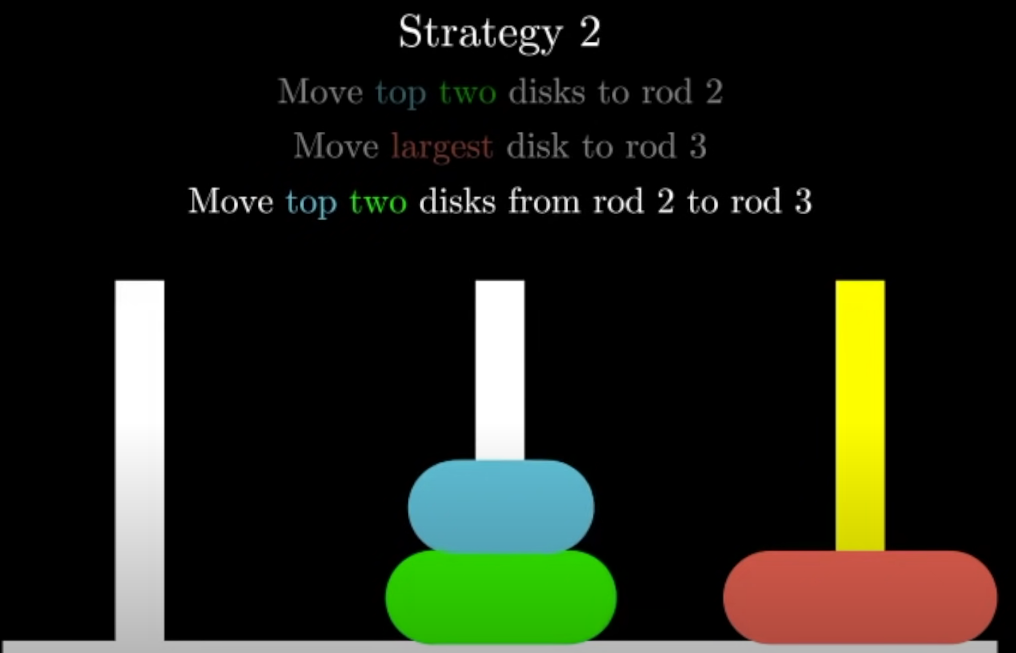 Strategy 2
Move top two disks to rod 2
Move largest disk to rod 3
Move top two disks from rod 2 to rod 3